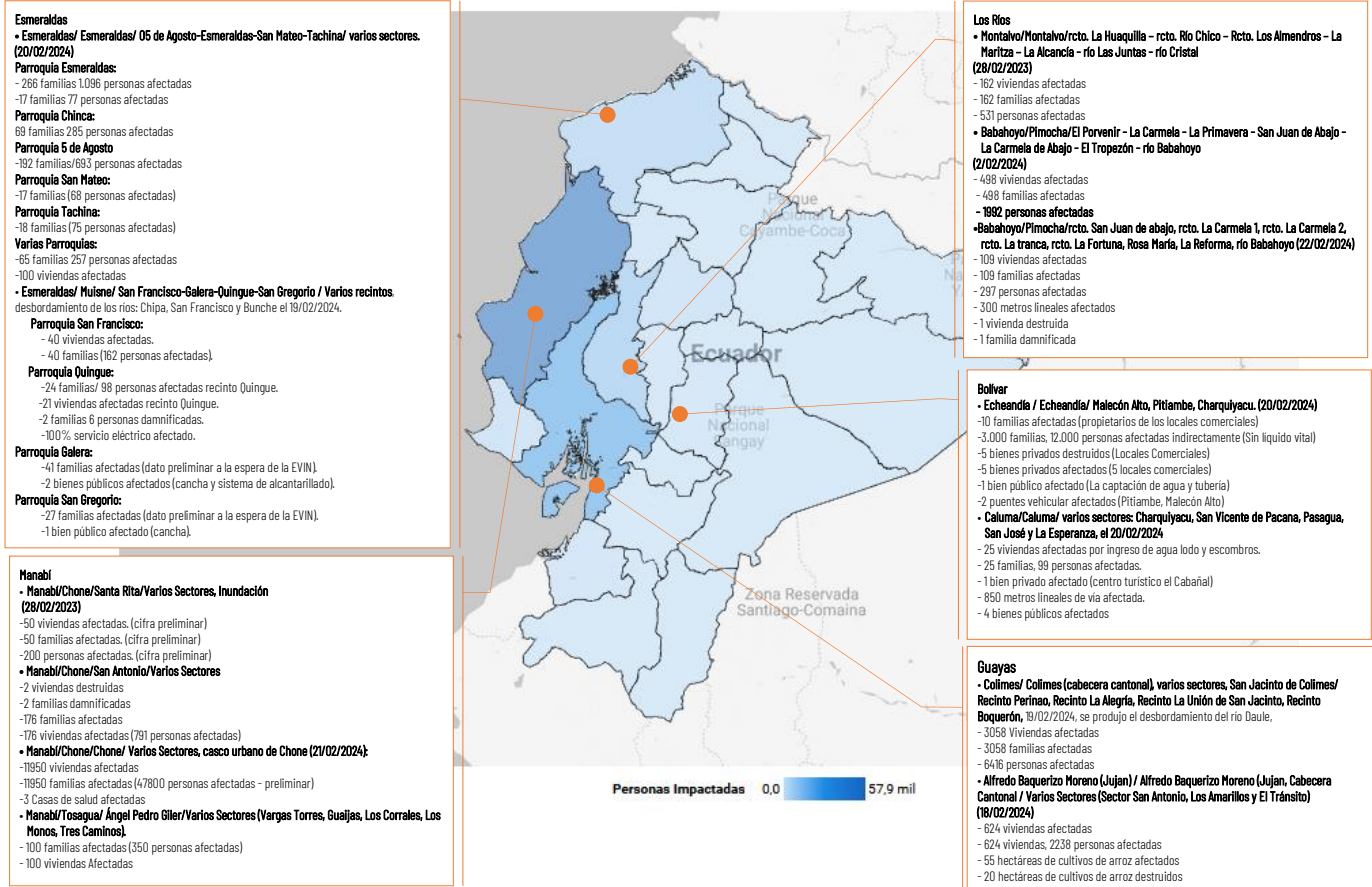 Esmeraldas
• Esmeraldas/ Esmeraldas/ 05 de Agosto-Esmeraldas-San Mateo-Tachina/ varios sectores.
(20/02/2024)
Parroquia Esmeraldas:
- 266 familias 1.096 personas afectadas
-17 familias 77 personas afectadas
Parroquia Chinca:
69 familias 285 personas afectadas
Parroquia 5 de Agosto
-192 familias/693 personas afectadas
Parroquia San Mateo:
-17 familias (68 personas afectadas)
Parroquia Tachina:
-18 familias (75 personas afectadas)
Varias Parroquias:
-65 familias 257 personas afectadas
-100 viviendas afectadas
• Esmeraldas/ Muisne/ San Francisco-Galera-Quingue-San Gregorio / Varios recintos,
desbordamiento de los ríos: Chipa, San Francisco y Bunche el 19/02/2024.
Parroquia San Francisco:
- 40 viviendas afectadas.
- 40 familias (162 personas afectadas).
Parroquia Quingue:
-24 familias/ 98 personas afectadas recinto Quingue.
-21 viviendas afectadas recinto Quingue.
-2 familias 6 personas damnificadas.
-100% servicio eléctrico afectado.
Parroquia Galera:
-41 familias afectadas (dato preliminar a la espera de la EVIN).
-2 bienes públicos afectados (cancha y sistema de alcantarillado).
Parroquia San Gregorio:
-27 familias afectadas (dato preliminar a la espera de la EVIN).
-1 bien público afectado (cancha).
Manabí
• Manabí/Chone/Santa Rita/Varios Sectores, Inundación
(28/02/2023)
-50 viviendas afectadas. (cifra preliminar)
-50 familias afectadas. (cifra preliminar)
-200 personas afectadas. (cifra preliminar)
• Manabí/Chone/San Antonio/Varios Sectores
-2 viviendas destruidas
-2 familias damnificadas
-176 familias afectadas
-176 viviendas afectadas (791 personas afectadas)
• Manabí/Chone/Chone/ Varios Sectores, casco urbano de Chone (21/02/2024):
-11950 viviendas afectadas
-11950 familias afectadas (47800 personas afectadas - preliminar)
-3 Casas de salud afectadas
• Manabí/Tosagua/ Ángel Pedro Giler/Varios Sectores (Vargas Torres, Guaijas, Los Corrales, Los
Monos, Tres Caminos).
- 100 familias afectadas (350 personas afectadas)
- 100 viviendas Afectadas
Parque
Nacional
Cayambe-Coca
Ecuador
Parque
Nacional
Sangay
Zona Reservada
Santiago-Comaina
Personas Impactadas 0,0 57,9 mil
Los Ríos
• Montalvo/Montalvo/rcto. La Huaquilla – rcto. Río Chico – Rcto. Los Almendros – La
Maritza – La Alcancía – río Las Juntas - río Cristal
(28/02/2023)
- 162 viviendas afectadas
- 162 familias afectadas
- 531 personas afectadas
• Babahoyo/Pimocha/El Porvenir - La Carmela - La Primavera - San Juan de Abajo -
La Carmela de Abajo - El Tropezón - río Babahoyo
(2/02/2024)
- 498 viviendas afectadas
- 498 familias afectadas
- 1992 personas afectadas
•Babahoyo/Pimocha/rcto. San Juan de abajo, rcto. La Carmela 1, rcto. La Carmela 2,
rcto. La tranca, rcto. La Fortuna, Rosa María, La Reforma, río Babahoyo (22/02/2024)
- 109 viviendas afectadas
- 109 familias afectadas
- 297 personas afectadas
- 300 metros lineales afectados
- 1 vivienda destruida
- 1 familia damnificada
Bolívar
• Echeandía / Echeandía/ Malecón Alto, Pitiambe, Charquiyacu. (20/02/2024)
-10 familias afectadas (propietarios de los locales comerciales)
-3.000 familias, 12.000 personas afectadas indirectamente (Sin líquido vital)
-5 bienes privados destruidos (Locales Comerciales)
-5 bienes privados afectados (5 locales comerciales)
-1 bien público afectado (La captación de agua y tubería)
-2 puentes vehicular afectados (Pitiambe, Malecón Alto)
• Caluma/Caluma/ varios sectores: Charquiyacu, San Vicente de Pacana, Pasagua,
San José y La Esperanza, el 20/02/2024
- 25 viviendas afectadas por ingreso de agua lodo y escombros.
- 25 familias, 99 personas afectadas.
- 1 bien privado afectado (centro turístico el Cabañal)
- 850 metros lineales de vía afectada.
- 4 bienes públicos afectados
Guayas
• Colimes/ Colimes (cabecera cantonal), varios sectores, San Jacinto de Colimes/
Recinto Perinao, Recinto La Alegría, Recinto La Unión de San Jacinto, Recinto
Boquerón, 19/02/2024, se produjo el desbordamiento del río Daule,
- 3058 Viviendas afectadas
- 3058 familias afectadas
- 6416 personas afectadas
• Alfredo Baquerizo Moreno (Jujan) / Alfredo Baquerizo Moreno (Jujan, Cabecera
Cantonal / Varios Sectores (Sector San Antonio, Los Amarillos y El Tránsito)
(18/02/2024)
- 624 viviendas afectadas
- 624 viviendas, 2238 personas afectadas
- 55 hectáreas de cultivos de arroz afectados
- 20 hectáreas de cultivos de arroz destruidos